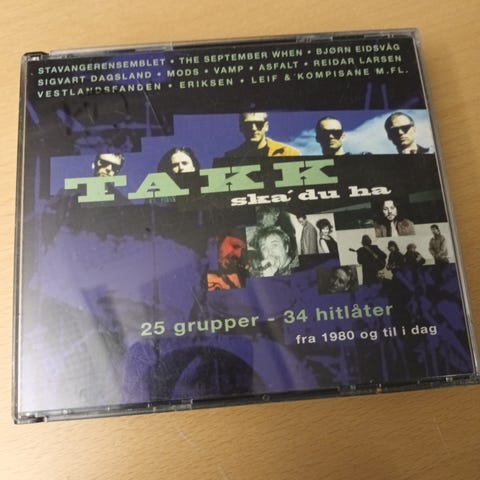 STAVANGERENSEMBLET • THE SEPTEMBER WHEN • BJØRN EIDSVÅG
SIGVART DAGSLAND • MODS • VAMP • ASFALT • REIDAR LARSEN
VESTLANDSFANDEN • ERIKSEN • LEIF & KOMPISANE M.FL.
TAKK
ska' du ha
25 grupper - 34 hitlåter
fra 1980 og til i dag